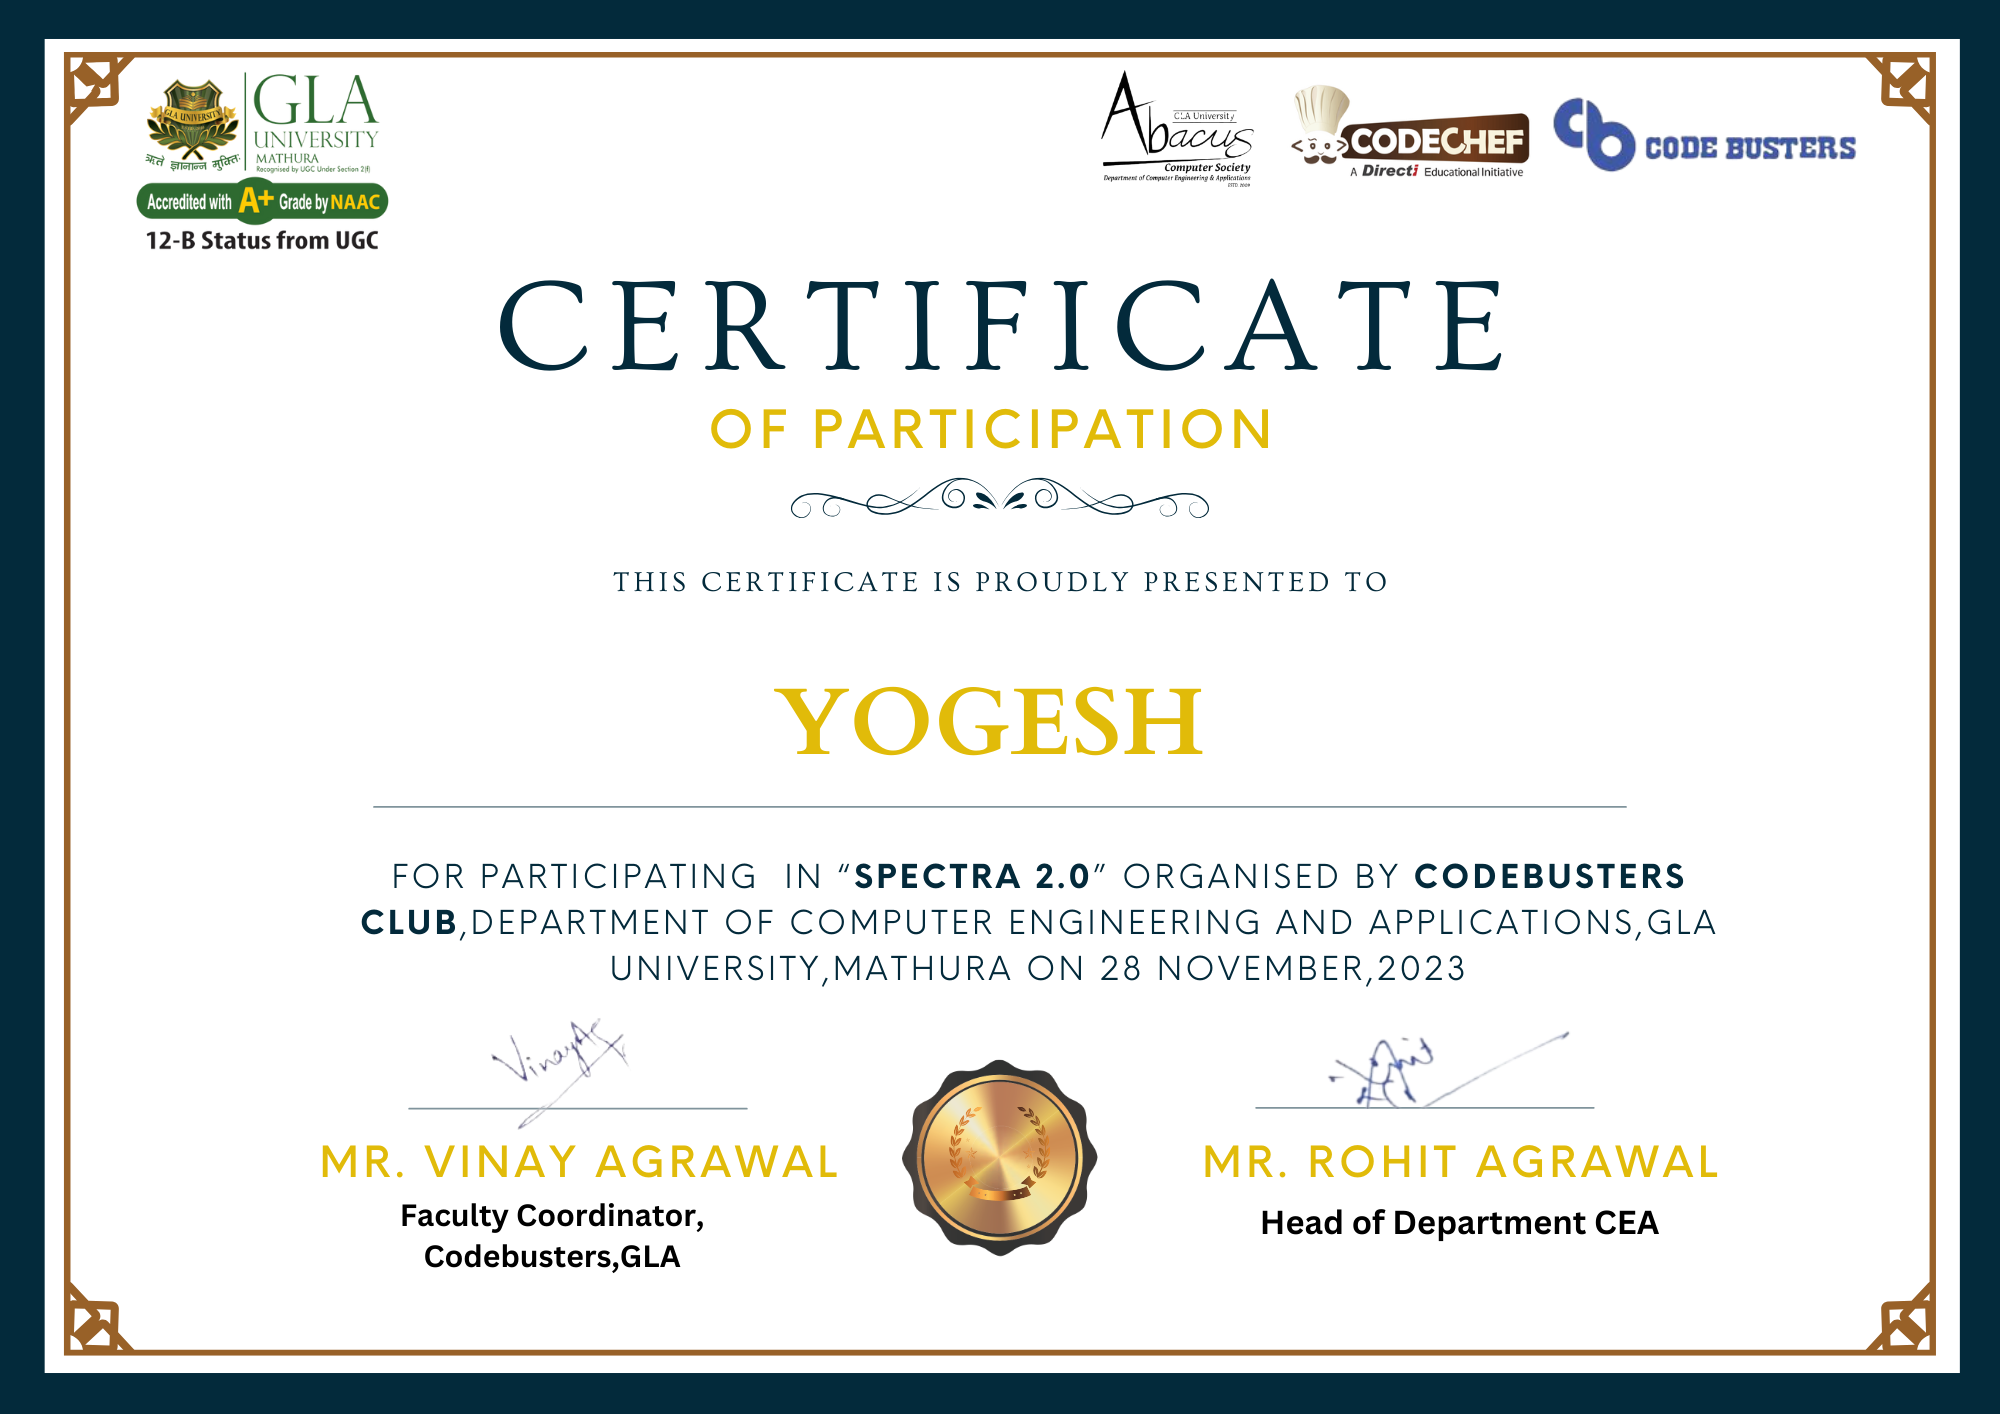 GLA UNIVERSITY
GLA
UNIVERSITY
MATHURA
Recognised by UGC Under Section 2(f)
ऋते ज्ञानान्न मुक्तिः
Accredited with A+ Grade by NAAC
12-B Status from UGC
GLA University
Abacus
Computer Society
Department of Computer Engineering & Applications
ESTD. 2009
CODECHEF
A Directi Educational Initiative
cb CODE BUSTERS
CERTIFICATE
OF PARTICIPATION
THIS CERTIFICATE IS PROUDLY PRESENTED TO
YOGESH
FOR PARTICIPATING IN “SPECTRA 2.0” ORGANISED BY CODEBUSTERS
CLUB,DEPARTMENT OF COMPUTER ENGINEERING AND APPLICATIONS,GLA
UNIVERSITY,MATHURA ON 28 NOVEMBER,2023
VinayAg
MR. VINAY AGRAWAL
Faculty Coordinator,
Codebusters,GLA
MR. ROHIT AGRAWAL
Head of Department CEA